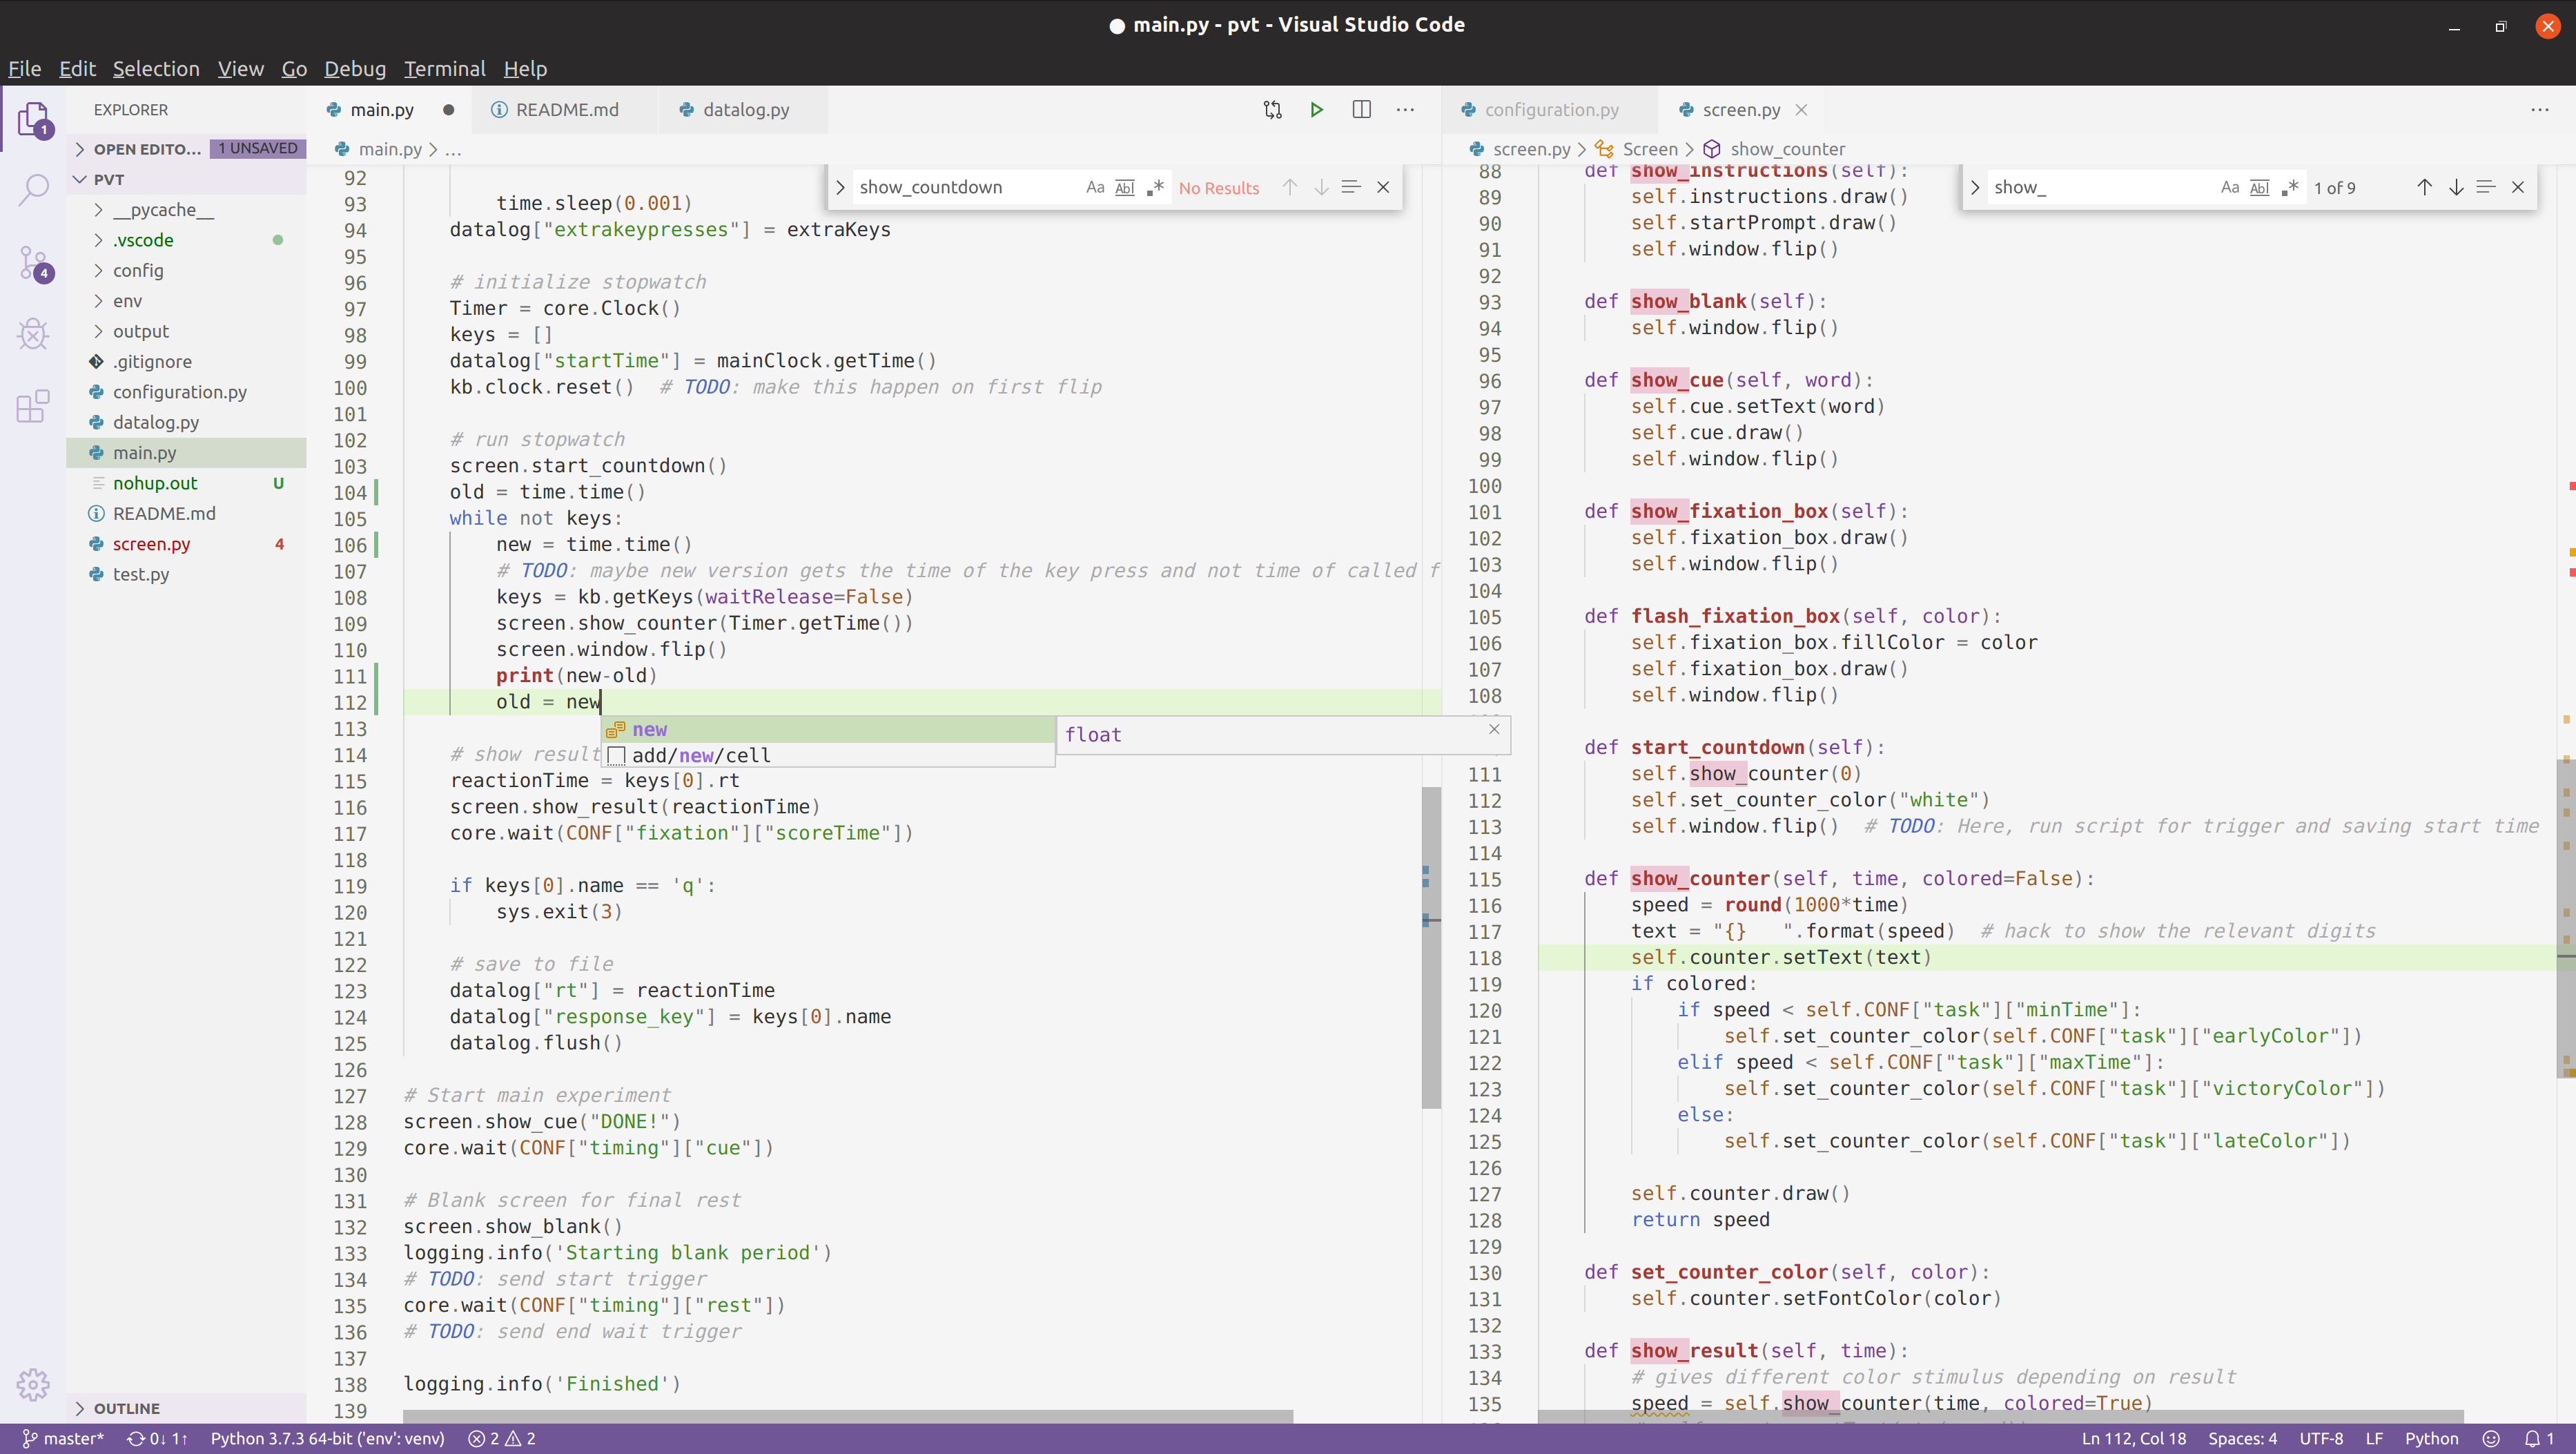 ● main.py - pvt - Visual Studio Code
File Edit Selection View Go Debug Terminal Help
EXPLORER
OPEN EDITO... 1 UNSAVED
PVT
__pycache__
.vscode
config
env
output
.gitignore
configuration.py
datalog.py
main.py
nohup.out U
README.md
screen.py 4
test.py
OUTLINE
1
4
main.py README.md datalog.py
main.py > ...
show_countdown Aa Abl .* No Results
92
93 time.sleep(0.001)
94 datalog["extrakeypresses"] = extraKeys
95
96 # initialize stopwatch
97 Timer = core.Clock()
98 keys = []
99 datalog["startTime"] = mainClock.getTime()
100 kb.clock.reset()  # TODO: make this happen on first flip
101
102 # run stopwatch
103 screen.start_countdown()
104 old = time.time()
105 while not keys:
106 new = time.time()
107 # TODO: maybe new version gets the time of the key press and not time of called f
108 keys = kb.getKeys(waitRelease=False)
109 screen.show_counter(Timer.getTime())
110 screen.window.flip()
111 print(new-old)
112 old = new
113
new
float
114 # show result
add/new/cell
115 reactionTime = keys[0].rt
116 screen.show_result(reactionTime)
117 core.wait(CONF["fixation"]["scoreTime"])
118
119 if keys[0].name == 'q':
120 sys.exit(3)
121
122 # save to file
123 datalog["rt"] = reactionTime
124 datalog["response_key"] = keys[0].name
125 datalog.flush()
126
127 # Start main experiment
128 screen.show_cue("DONE!")
129 core.wait(CONF["timing"]["cue"])
130
131 # Blank screen for final rest
132 screen.show_blank()
133 logging.info('Starting blank period')
134 # TODO: send start trigger
135 core.wait(CONF["timing"]["rest"])
136 # TODO: send end wait trigger
137
138 logging.info('Finished')
139
configuration.py screen.py
screen.py > Screen > show_counter
show_ Aa Abl .* 1 of 9
88 def show_instructions(self):
89 self.instructions.draw()
90 self.startPrompt.draw()
91 self.window.flip()
92
93 def show_blank(self):
94 self.window.flip()
95
96 def show_cue(self, word):
97 self.cue.setText(word)
98 self.cue.draw()
99 self.window.flip()
100
101 def show_fixation_box(self):
102 self.fixation_box.draw()
103 self.window.flip()
104
105 def flash_fixation_box(self, color):
106 self.fixation_box.fillColor = color
107 self.fixation_box.draw()
108 self.window.flip()
def start_countdown(self):
111 self.show_counter(0)
112 self.set_counter_color("white")
113 self.window.flip()  # TODO: Here, run script for trigger and saving start time
114
115 def show_counter(self, time, colored=False):
116 speed = round(1000*time)
117 text = "{}   ".format(speed)  # hack to show the relevant digits
118 self.counter.setText(text)
119 if colored:
120 if speed < self.CONF["task"]["minTime"]:
121 self.set_counter_color(self.CONF["task"]["earlyColor"])
122 elif speed < self.CONF["task"]["maxTime"]:
123 self.set_counter_color(self.CONF["task"]["victoryColor"])
124 else:
125 self.set_counter_color(self.CONF["task"]["lateColor"])
126
127 self.counter.draw()
128 return speed
129
130 def set_counter_color(self, color):
131 self.counter.setFontColor(color)
132
133 def show_result(self, time):
134 # gives different color stimulus depending on result
135 speed = self.show_counter(time, colored=True)
master* 0↓ 1↑ Python 3.7.3 64-bit ('env': venv) 2 2 Ln 112, Col 18 Spaces: 4 UTF-8 LF Python 1